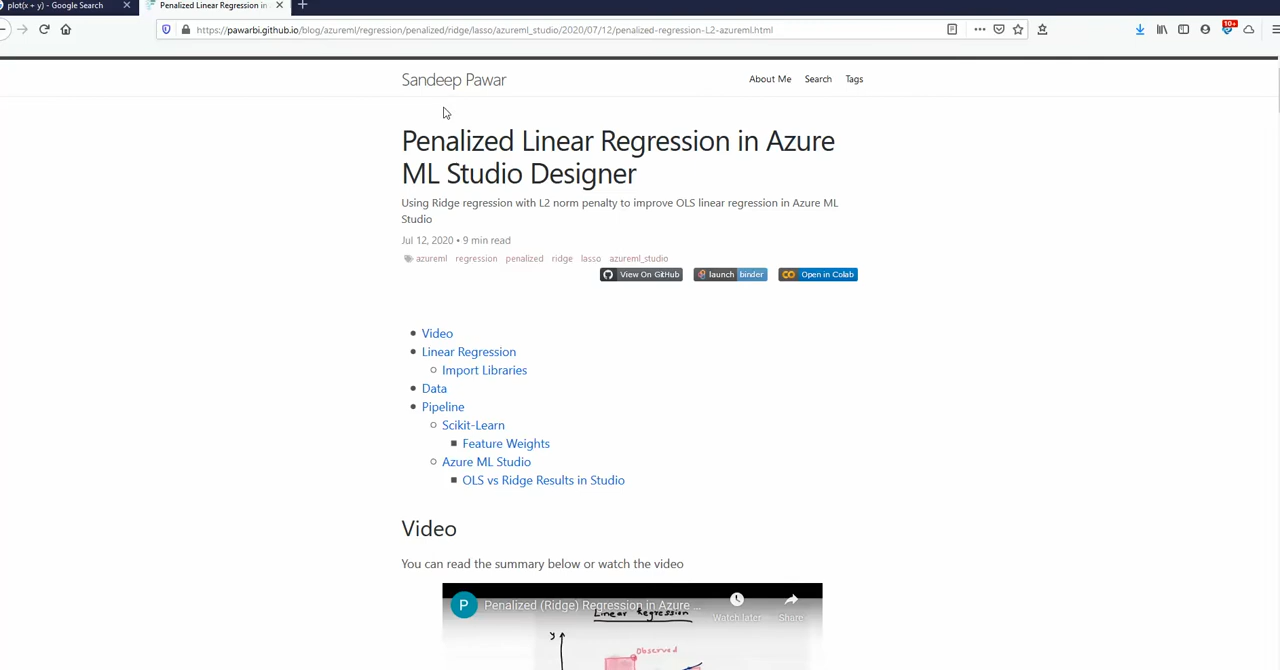 plot(x + y) - Google Search
Penalized Linear Regression in
https://pawarbi.github.io/blog/azureml/regression/penalized/ridge/lasso/azureml_studio/2020/07/12/penalized-regression-L2-azureml.html
10+
Sandeep Pawar
About Me Search Tags
Penalized Linear Regression in Azure
ML Studio Designer
Using Ridge regression with L2 norm penalty to improve OLS linear regression in Azure ML
Studio
Jul 12, 2020 • 9 min read
azureml regression penalized ridge lasso azureml_studio
View On GitHub launch binder Open in Colab
Video
Linear Regression
Import Libraries
Data
Pipeline
Scikit-Learn
Feature Weights
Azure ML Studio
OLS vs Ridge Results in Studio
Video
You can read the summary below or watch the video
P Penalized (Ridge) Regression in Azure ...
Watch later Share
Linear Regression
y
Observed